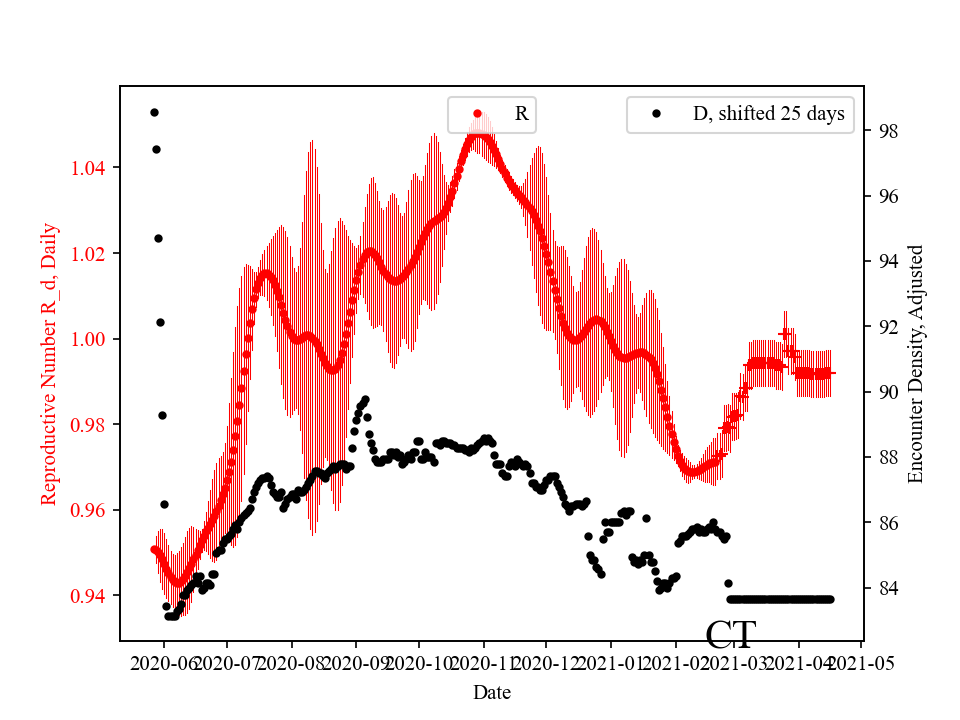 R
D, shifted 25 days
1.04
1.02
1.00
0.98
0.96
0.94
Reproductive Number R_d, Daily
98
96
94
92
90
88
86
84
Encounter Density, Adjusted
CT
2020-06 2020-07 2020-08 2020-09 2020-10 2020-11 2020-12 2021-01 2021-02 2021-03 2021-04 2021-05
Date